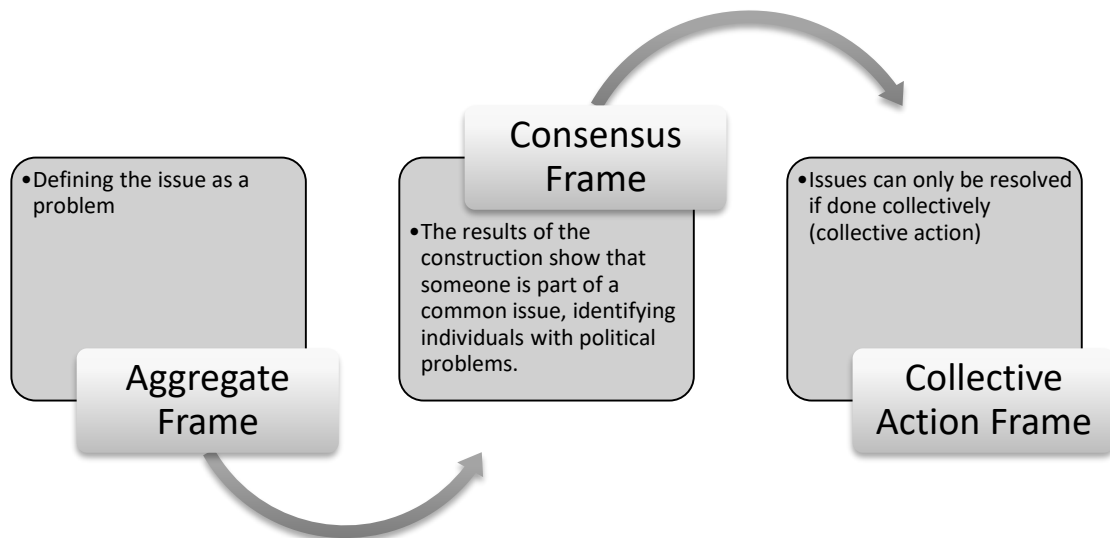 •Defining the issue as a
problem
Aggregate
Frame
Consensus
Frame
•The results of the
construction show that
someone is part of a
common issue, identifying
individuals with political
problems.
•Issues can only be resolved
if done collectively
(collective action)
Collective
Action Frame